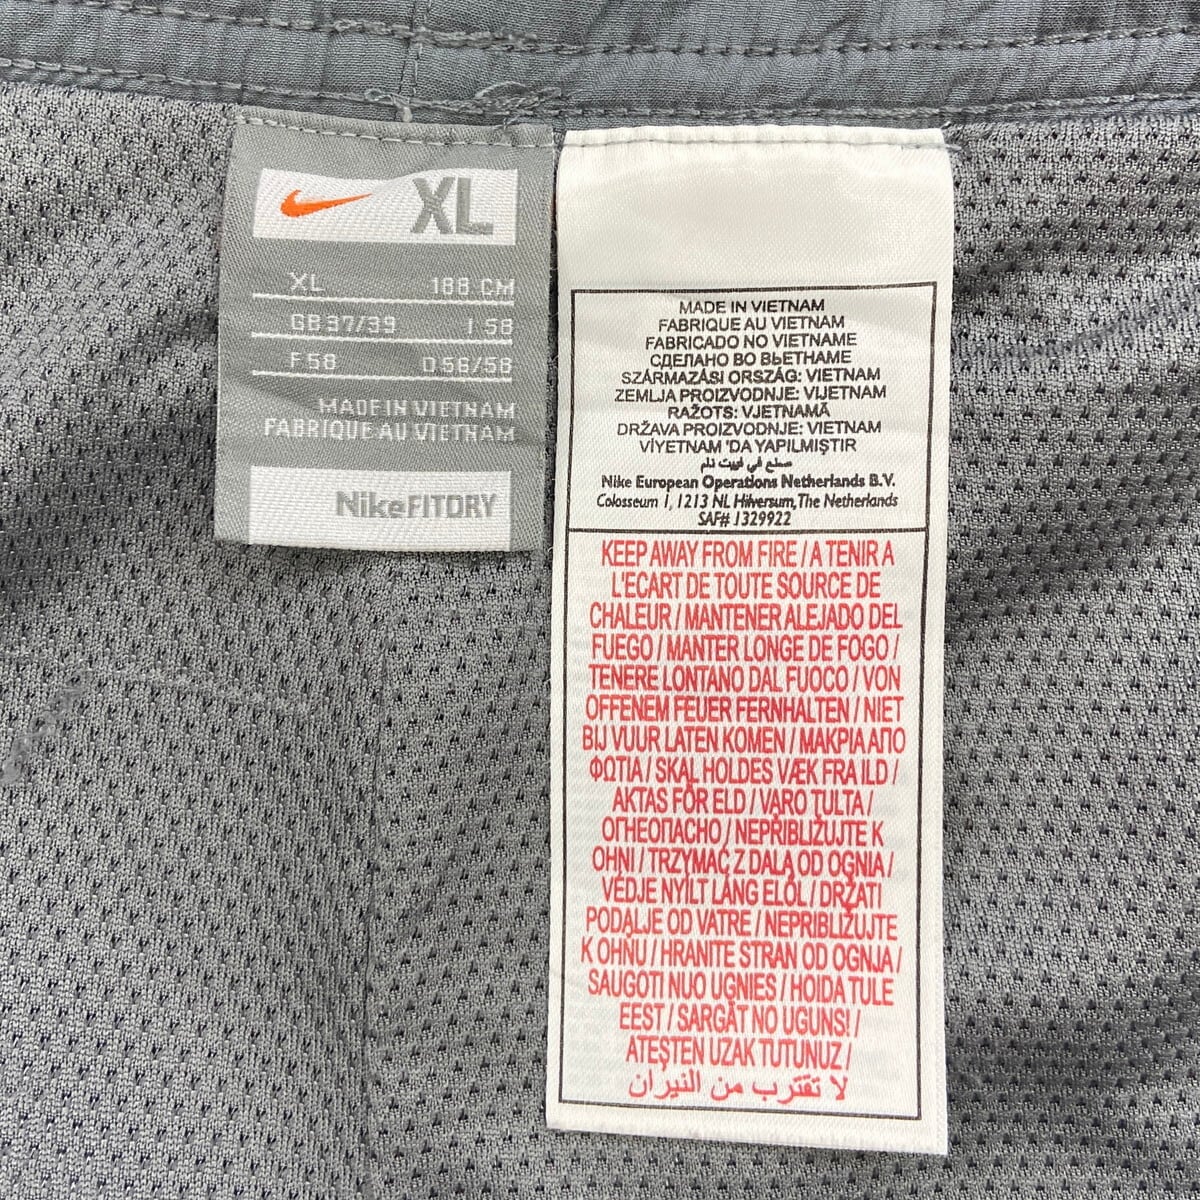 XL
XL 188 CM
GB 37/39 I 58
F 58 D 56/58
MADE IN VIETNAM
FABRIQUE AU VIETNAM
NikeFITDRY
MADE IN VIETNAM
FABRIQUE AU VIETNAM
FABRICADO NO VIETNAME
СДЕЛАНО ВО ВЬЕТНАМЕ
SZÁRMAZÁSI ORSZÁG: VIETNAM
ZEMLJA PROIZVODNJE: VIJETNAM
RAŽOTS: VJETNAMĀ
DRŽAVA PROIZVODNJE: VIETNAM
VİYETNAM 'DA YAPILMIŞTIR
صنع في فييت نام
Nike European Operations Netherlands B.V.
Colosseum 1, 1213 NL Hilversum, The Netherlands
SAF# 1329922
KEEP AWAY FROM FIRE / A TENIR A
L'ECART DE TOUTE SOURCE DE
CHALEUR / MANTENER ALEJADO DEL
FUEGO / MANTER LONGE DE FOGO /
TENERE LONTANO DAL FUOCO / VON
OFFENEM FEUER FERNHALTEN / NIET
BIJ VUUR LATEN KOMEN / ΜΑΚΡΙΑ ΑΠΟ
ΦΩΤΙΑ / SKAL HOLDES VÆK FRA ILD /
AKTAS FÖR ELD / VARO TULTA /
ОГНЕОПАСНО / NEPŘIBLIŽUJTE K
OHNI / TRZYMAĆ Z DALA OD OGNIA /
VÉDJE NYÍLT LÁNG ELŐL / DRŽATI
PODALJE OD VATRE / NEPRIBLIŽUJTE
K OHŇU / HRANITE STRAN OD OGNJA /
SAUGOTI NUO UGNIES / HOIDA TULE
EEST / SARGĀT NO UGUNS! /
ATEŞTEN UZAK TUTUNUZ /
لا تقترب من النيران